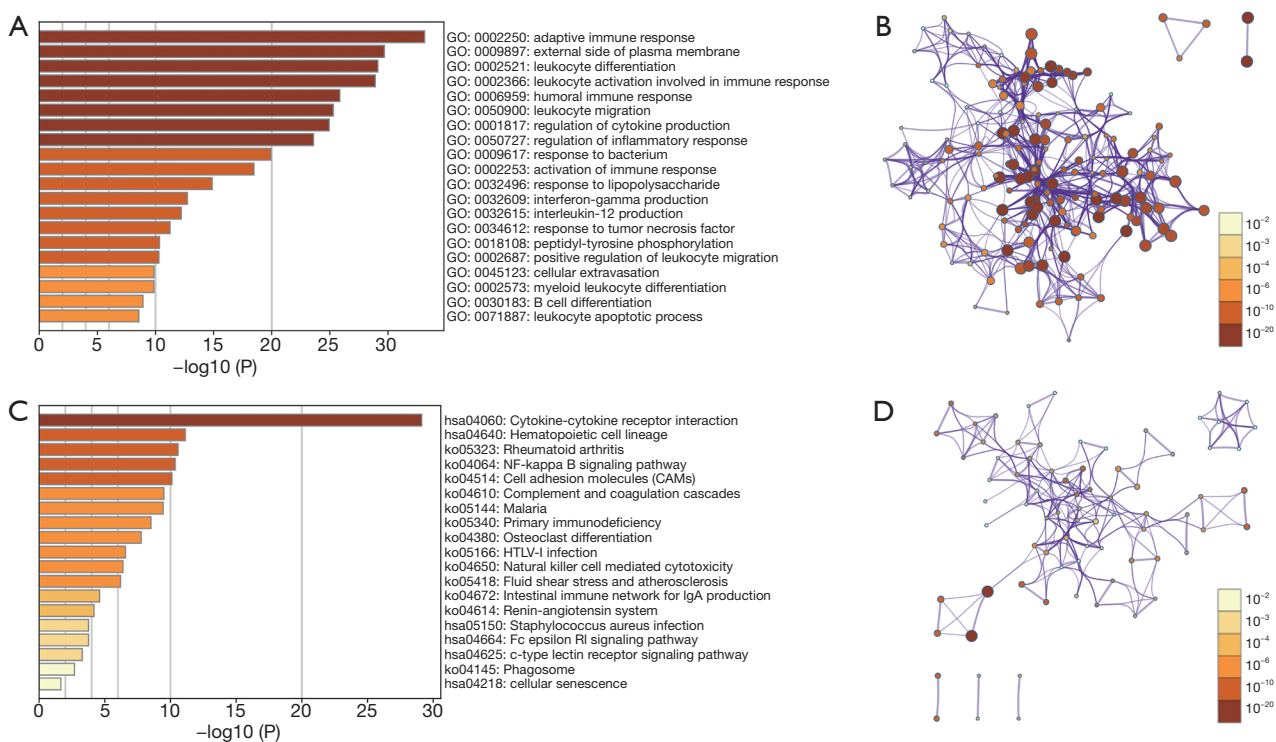 A
GO: 0002250: adaptive immune response
GO: 0009897: external side of plasma membrane
GO: 0002521: leukocyte differentiation
GO: 0002366: leukocyte activation involved in immune response
GO: 0006959: humoral immune response
GO: 0050900: leukocyte migration
GO: 0001817: regulation of cytokine production
GO: 0050727: regulation of inflammatory response
GO: 0009617: response to bacterium
GO: 0002253: activation of immune response
GO: 0032496: response to lipopolysaccharide
GO: 0032609: interferon-gamma production
GO: 0032615: interleukin-12 production
GO: 0034612: response to tumor necrosis factor
GO: 0018108: peptidyl-tyrosine phosphorylation
GO: 0002687: positive regulation of leukocyte migration
GO: 0045123: cellular extravasation
GO: 0002573: myeloid leukocyte differentiation
GO: 0030183: B cell differentiation
GO: 0071887: leukocyte apoptotic process
0 5 10 15 20 25 30
−log10 (P)
B
10⁻²
10⁻³
10⁻⁴
10⁻⁶
10⁻¹⁰
10⁻²⁰
C
hsa04060: Cytokine-cytokine receptor interaction
hsa04640: Hematopoietic cell lineage
ko05323: Rheumatoid arthritis
ko04064: NF-kappa B signaling pathway
ko04514: Cell adhesion molecules (CAMs)
ko04610: Complement and coagulation cascades
ko05144: Malaria
ko05340: Primary immunodeficiency
ko04380: Osteoclast differentiation
ko05166: HTLV-I infection
ko04650: Natural killer cell mediated cytotoxicity
ko05418: Fluid shear stress and atherosclerosis
ko04672: Intestinal immune network for IgA production
ko04614: Renin-angiotensin system
hsa05150: Staphylococcus aureus infection
hsa04664: Fc epsilon RI signaling pathway
hsa04625: c-type lectin receptor signaling pathway
ko04145: Phagosome
hsa04218: cellular senescence
0 5 10 15 20 25 30
−log10 (P)
D
10⁻²
10⁻³
10⁻⁴
10⁻⁶
10⁻¹⁰
10⁻²⁰